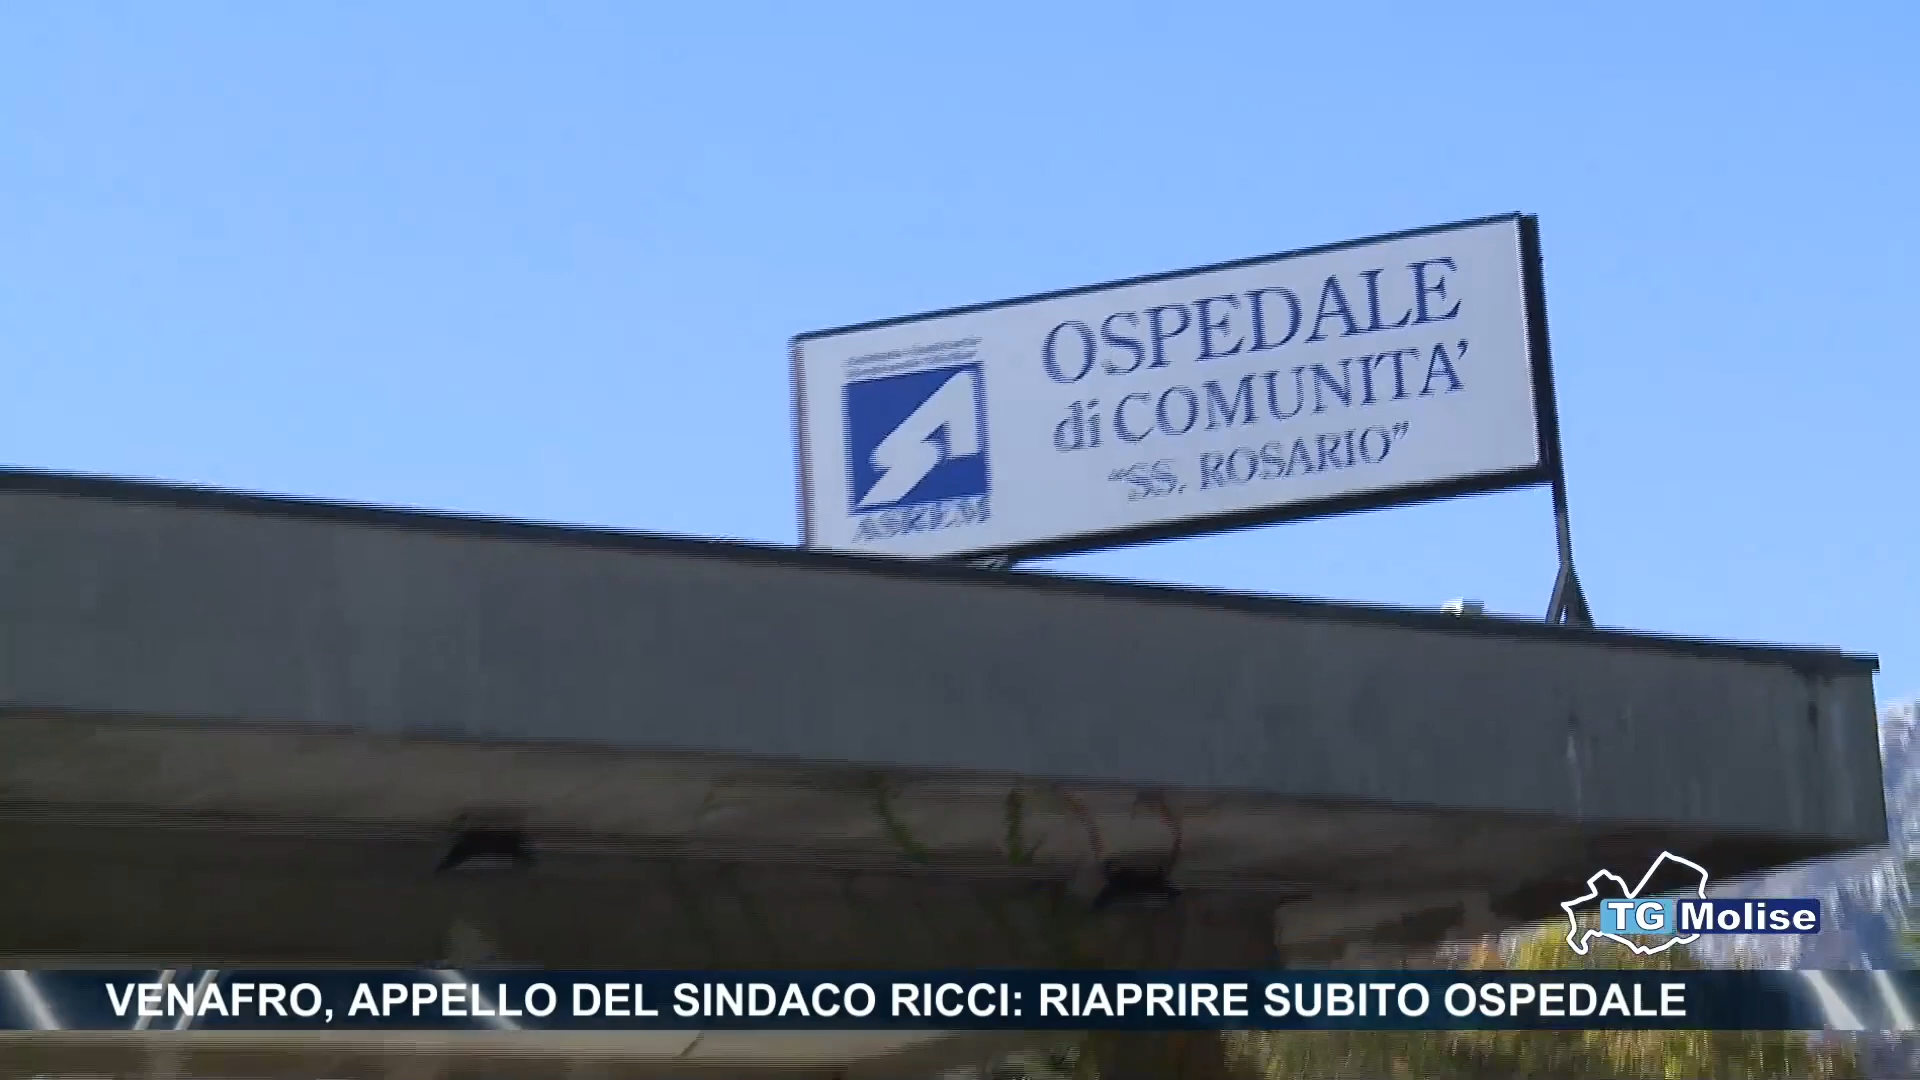 OSPEDALE
di COMUNITA'
"SS. ROSARIO"
ASREM
TG Molise
VENAFRO, APPELLO DEL SINDACO RICCI: RIAPRIRE SUBITO OSPEDALE